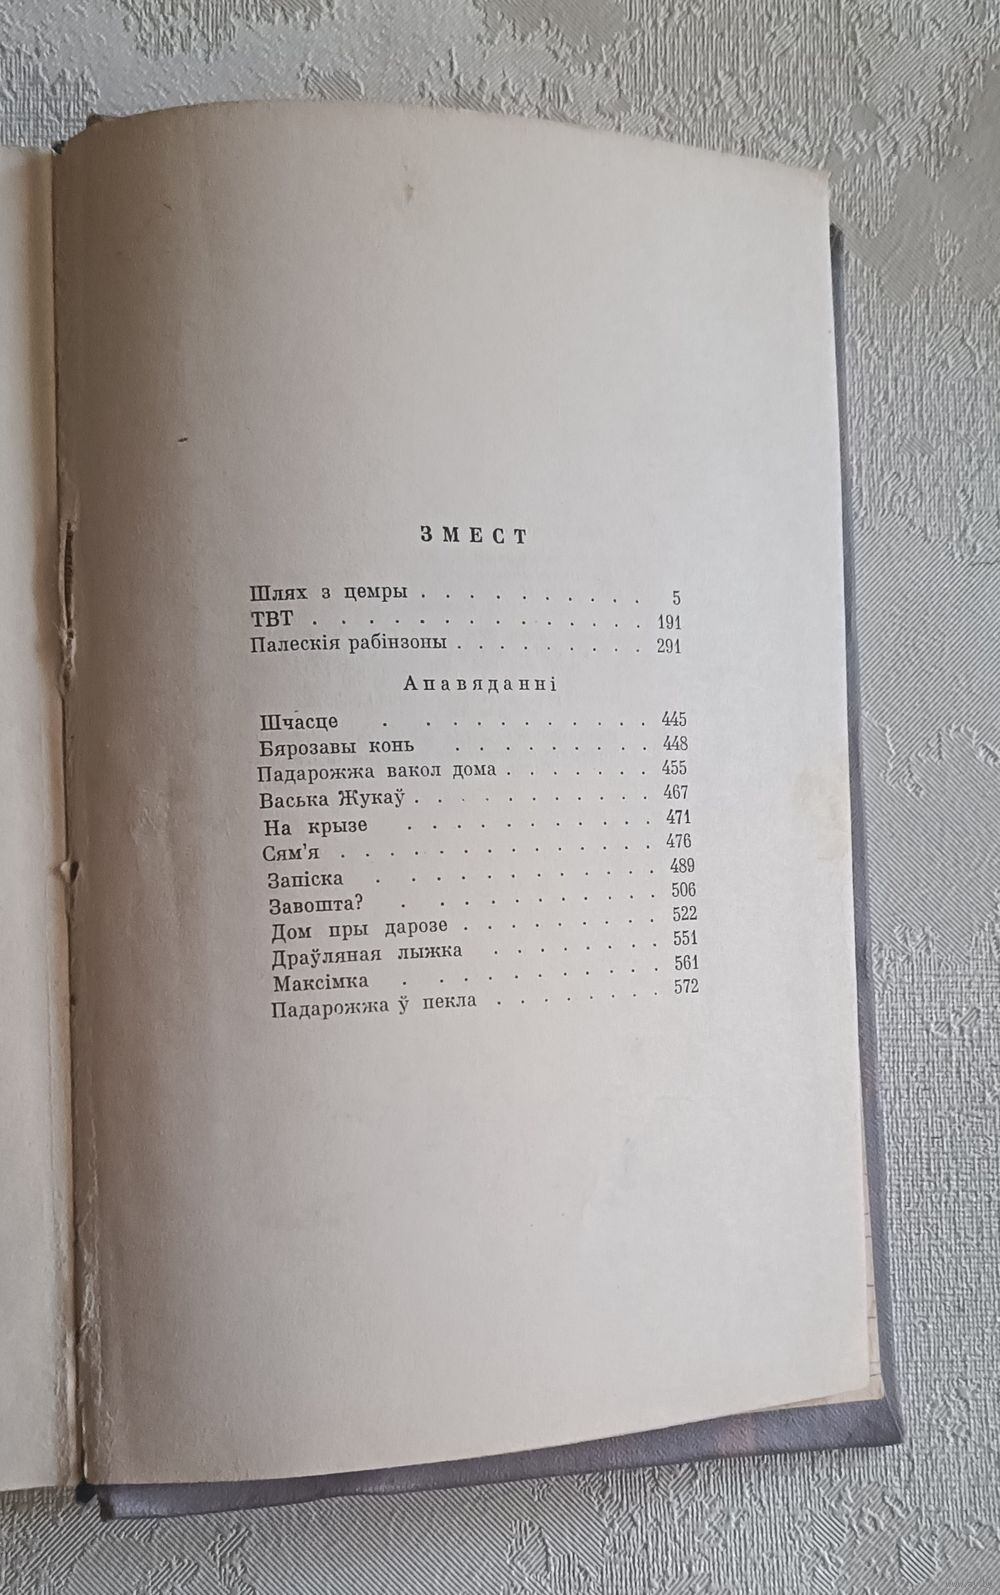 ЗМЕСТ
Шлях з цемры . . . . . . . . . . 5
ТВТ . . . . . . . . . . . . . . 191
Палескія рабінзоны . . . . . . . . . 291
Апавяданні
Шчасце . . . . . . . . . . . 445
Бярозавы конь . . . . . . . . . 448
Падарожжа вакол дома . . . . . . . 455
Васька Жукаў . . . . . . . . . . . 467
На крызе . . . . . . . . . . . 471
Сям'я . . . . . . . . . . . . . . 476
Запіска . . . . . . . . . . . . 489
Завошта? . . . . . . . . . . . 506
Дом пры дарозе . . . . . . . . . 522
Драўляная лыжка . . . . . . . . 551
Максімка . . . . . . . . . . . 561
Падарожжа ў пекла . . . . . . . . 572